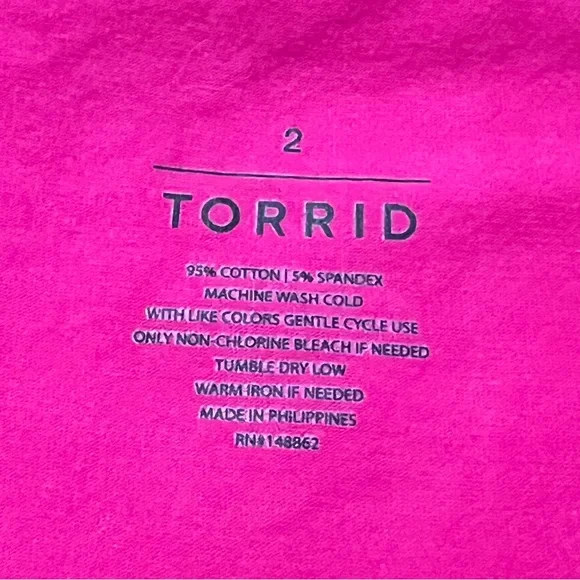 2
TORRID
95% COTTON | 5% SPANDEX
MACHINE WASH COLD
WITH LIKE COLORS GENTLE CYCLE USE
ONLY NON-CHLORINE BLEACH IF NEEDED
TUMBLE DRY LOW
WARM IRON IF NEEDED
MADE IN PHILIPPINES
RN#148862